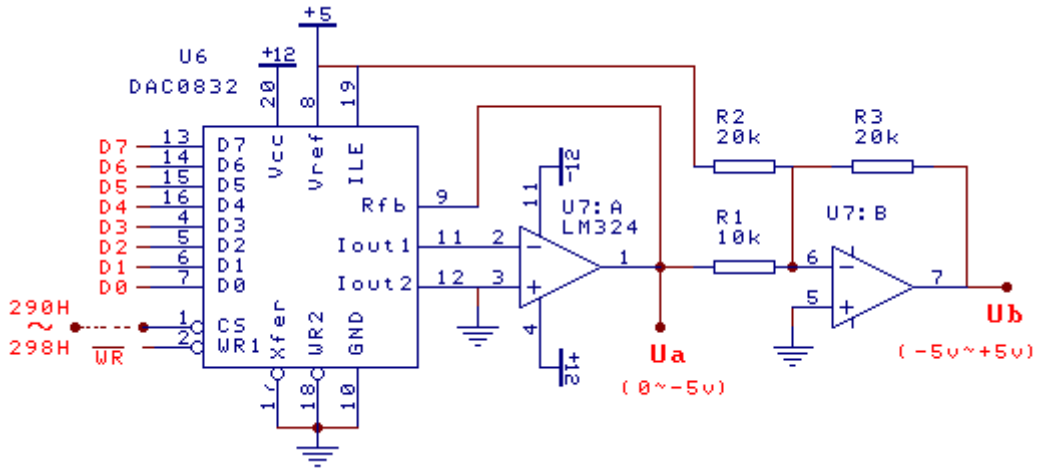 +5
U6
DAC0832
+12
20
8
19
Vcc
Vref
ILE
D7 13 D7
D6 14 D6
D5 15 D5
D4 16 D4
D3 4 D3
D2 5 D2
D1 6 D1
D0 7 D0
Rfb 9
Iout1 11
Iout2 12
290H
~
298H
1 CS
WR 2 WR1
Xfer
WR2
GND
17
18
10
2 −
3 +
11
-12
U7:A
LM324
1
4
+12
Ua
(0~-5v)
R2
20k
R3
20k
R1
10k
U7:B
6 −
5 +
7
Ub
(-5v~+5v)